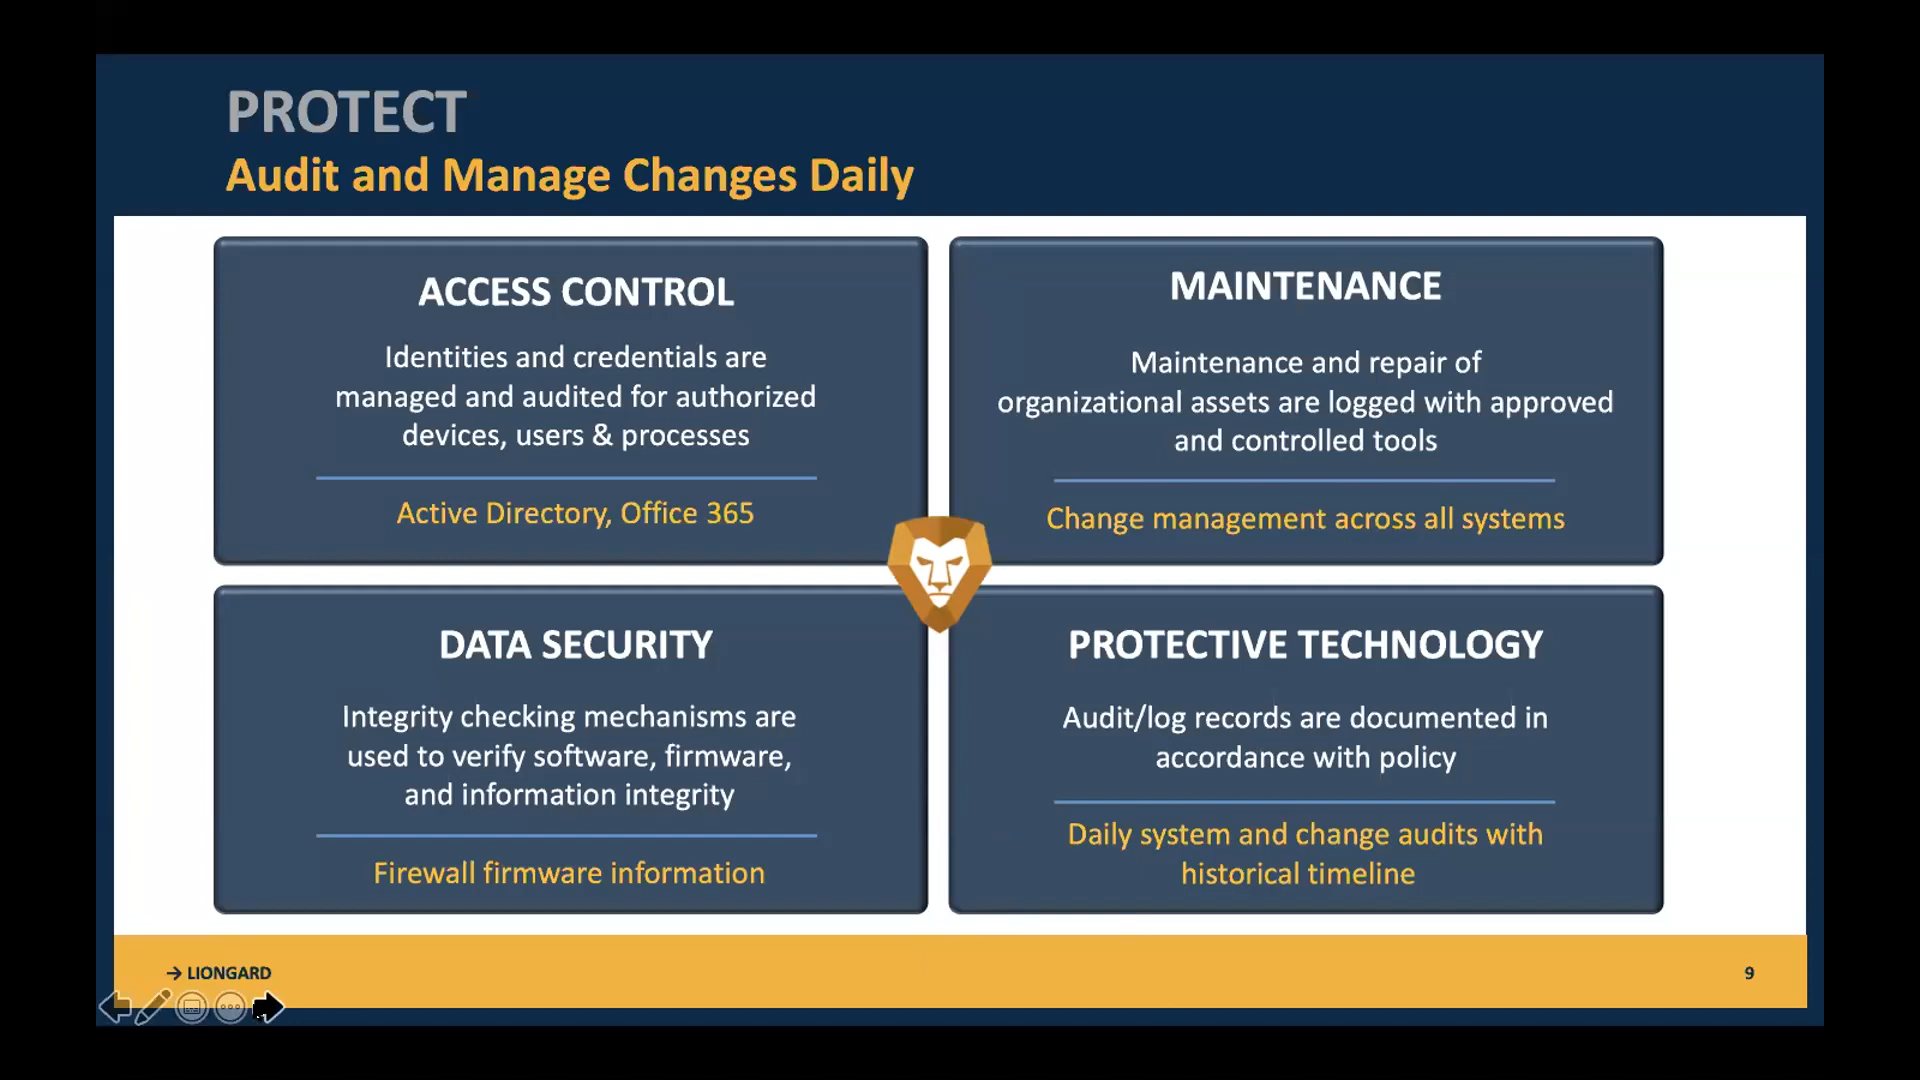 PROTECT
Audit and Manage Changes Daily
ACCESS CONTROL
Identities and credentials are
managed and audited for authorized
devices, users & processes
Active Directory, Office 365
MAINTENANCE
Maintenance and repair of
organizational assets are logged with approved
and controlled tools
Change management across all systems
DATA SECURITY
Integrity checking mechanisms are
used to verify software, firmware,
and information integrity
Firewall firmware information
PROTECTIVE TECHNOLOGY
Audit/log records are documented in
accordance with policy
Daily system and change audits with
historical timeline
→ LIONGARD
9